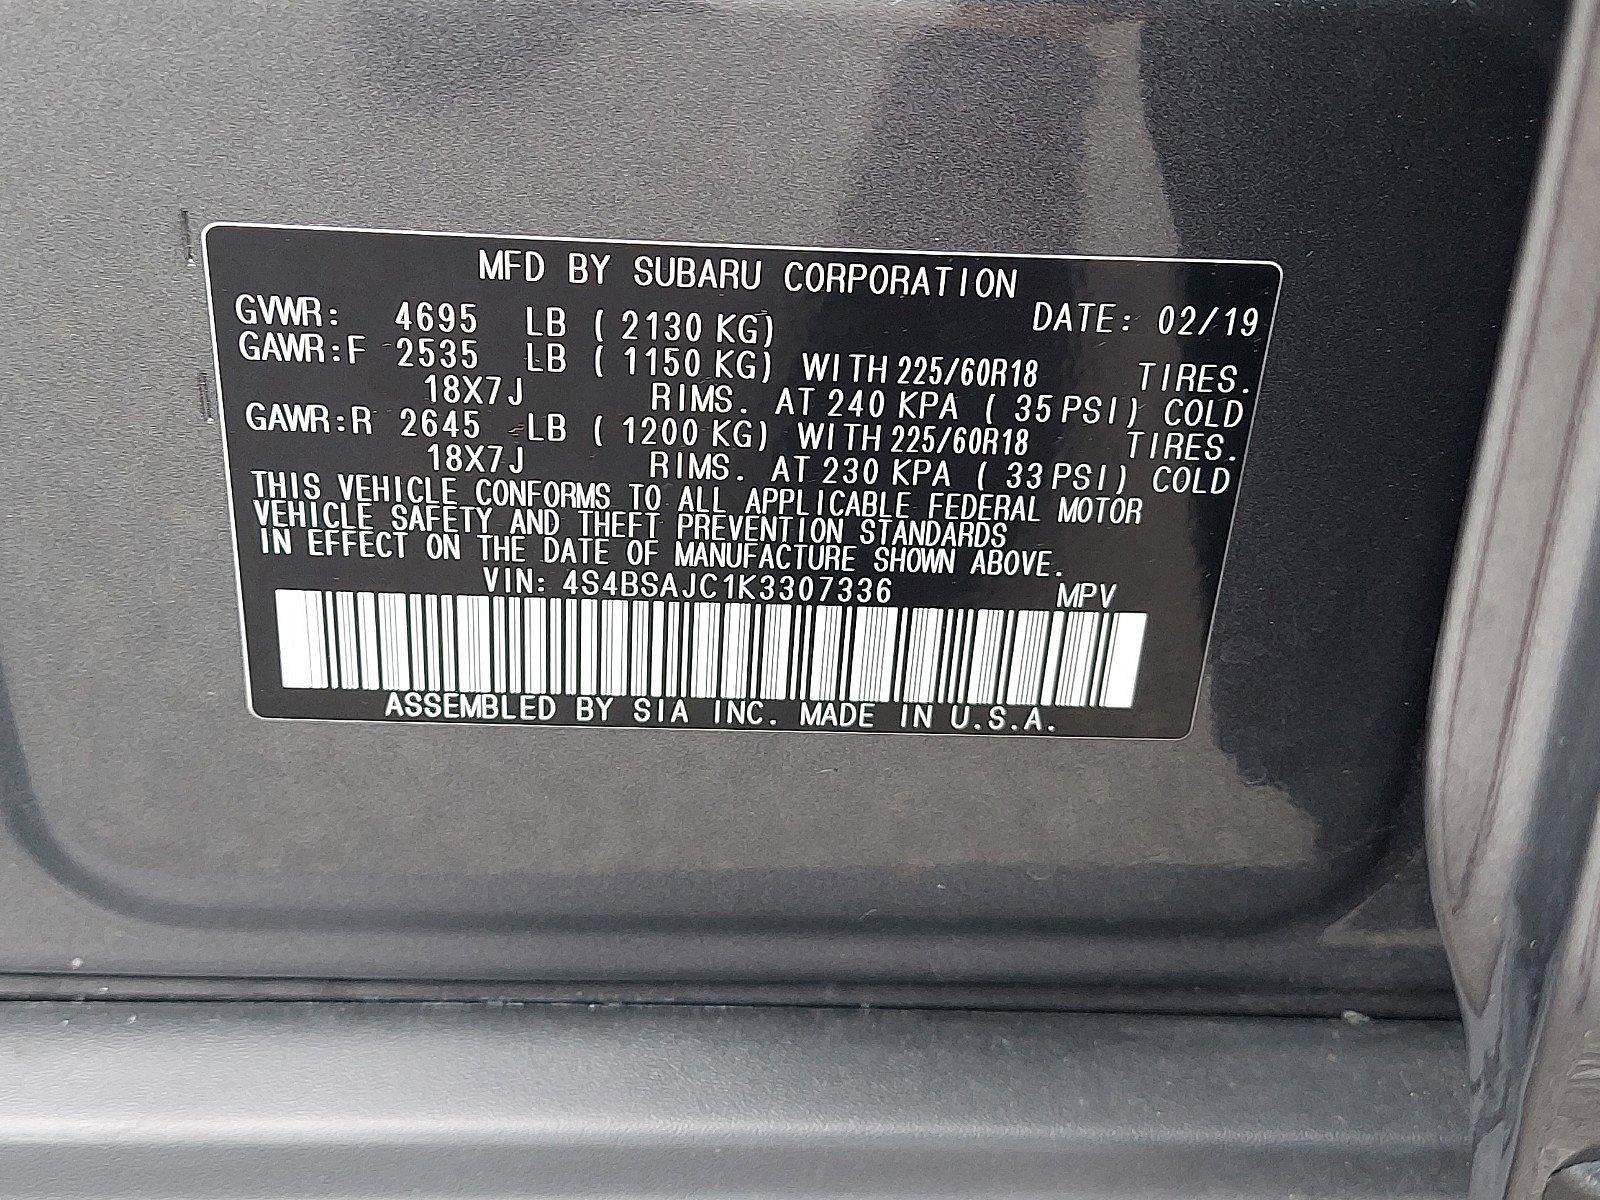 MFD BY SUBARU CORPORATION
GVWR: 4695 LB ( 2130 KG) DATE: 02/19
GAWR:F 2535 LB ( 1150 KG) WITH 225/60R18 TIRES.
18X7J RIMS. AT 240 KPA ( 35 PSI) COLD
GAWR:R 2645 LB ( 1200 KG) WITH 225/60R18 TIRES.
18X7J RIMS. AT 230 KPA ( 33 PSI) COLD
THIS VEHICLE CONFORMS TO ALL APPLICABLE FEDERAL MOTOR
VEHICLE SAFETY AND THEFT PREVENTION STANDARDS
IN EFFECT ON THE DATE OF MANUFACTURE SHOWN ABOVE.
VIN: 4S4BSAJC1K3307336 MPV
ASSEMBLED BY SIA INC. MADE IN U.S.A.